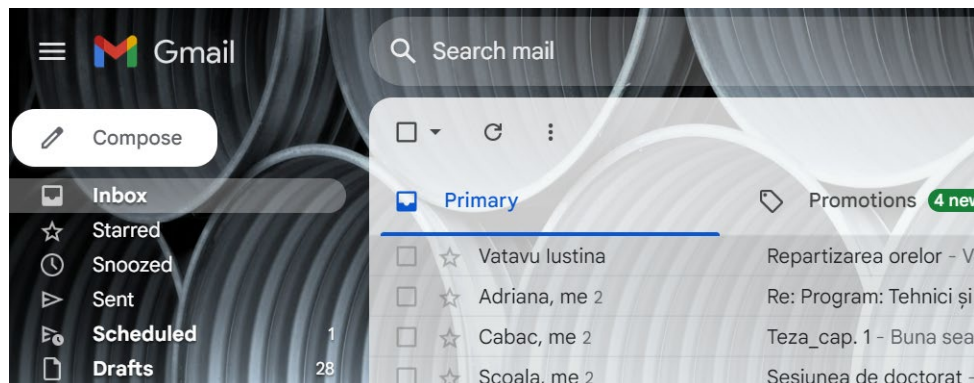 Gmail
Search mail
Compose
Inbox
Starred
Snoozed
Sent
Scheduled 1
Drafts 28
Primary
Promotions 4 new
Vatavu Iustina Repartizarea orelor - V
Adriana, me 2 Re: Program: Tehnici și
Cabac, me 2 Teza_cap. 1 - Buna sea
Scoala, me 2 Sesiunea de doctorat -